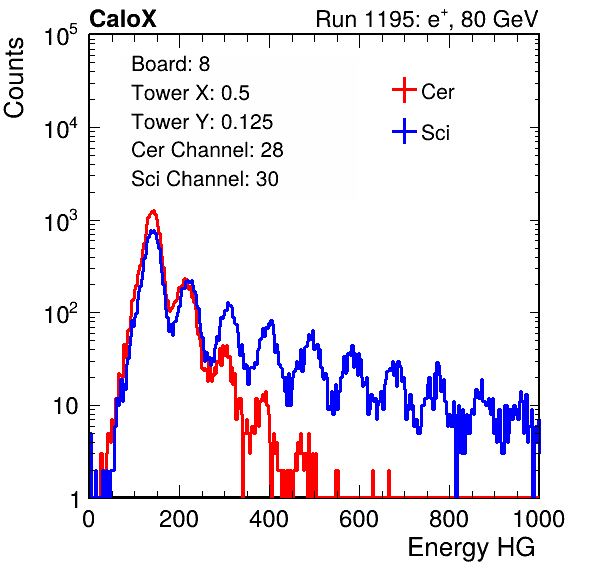 CaloX Run 1195: e⁺, 80 GeV
Counts
10⁵
10⁴
10³
10²
10
1
Board: 8
Tower X: 0.5
Tower Y: 0.125
Cer Channel: 28
Sci Channel: 30
Cer
Sci
0 200 400 600 800 1000
Energy HG